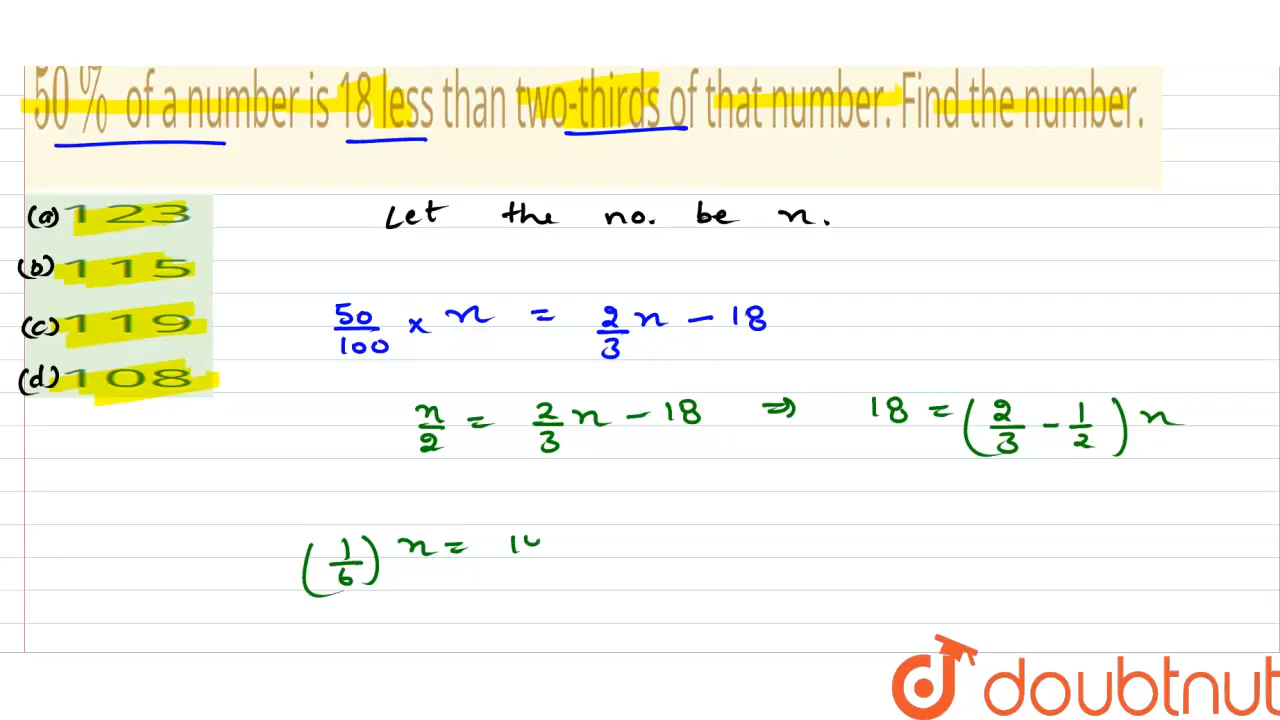 50% of a number is 18 less than two-thirds of that number. Find the number.
(a) 123
Let the no. be n.
(b) 115
(c) 119
50/100 × n = 2/3 n - 18
(d) 108
n/2 = 2/3 n - 18 ⇒ 18 = (2/3 - 1/2) n
(1/6) n =
doubtnut